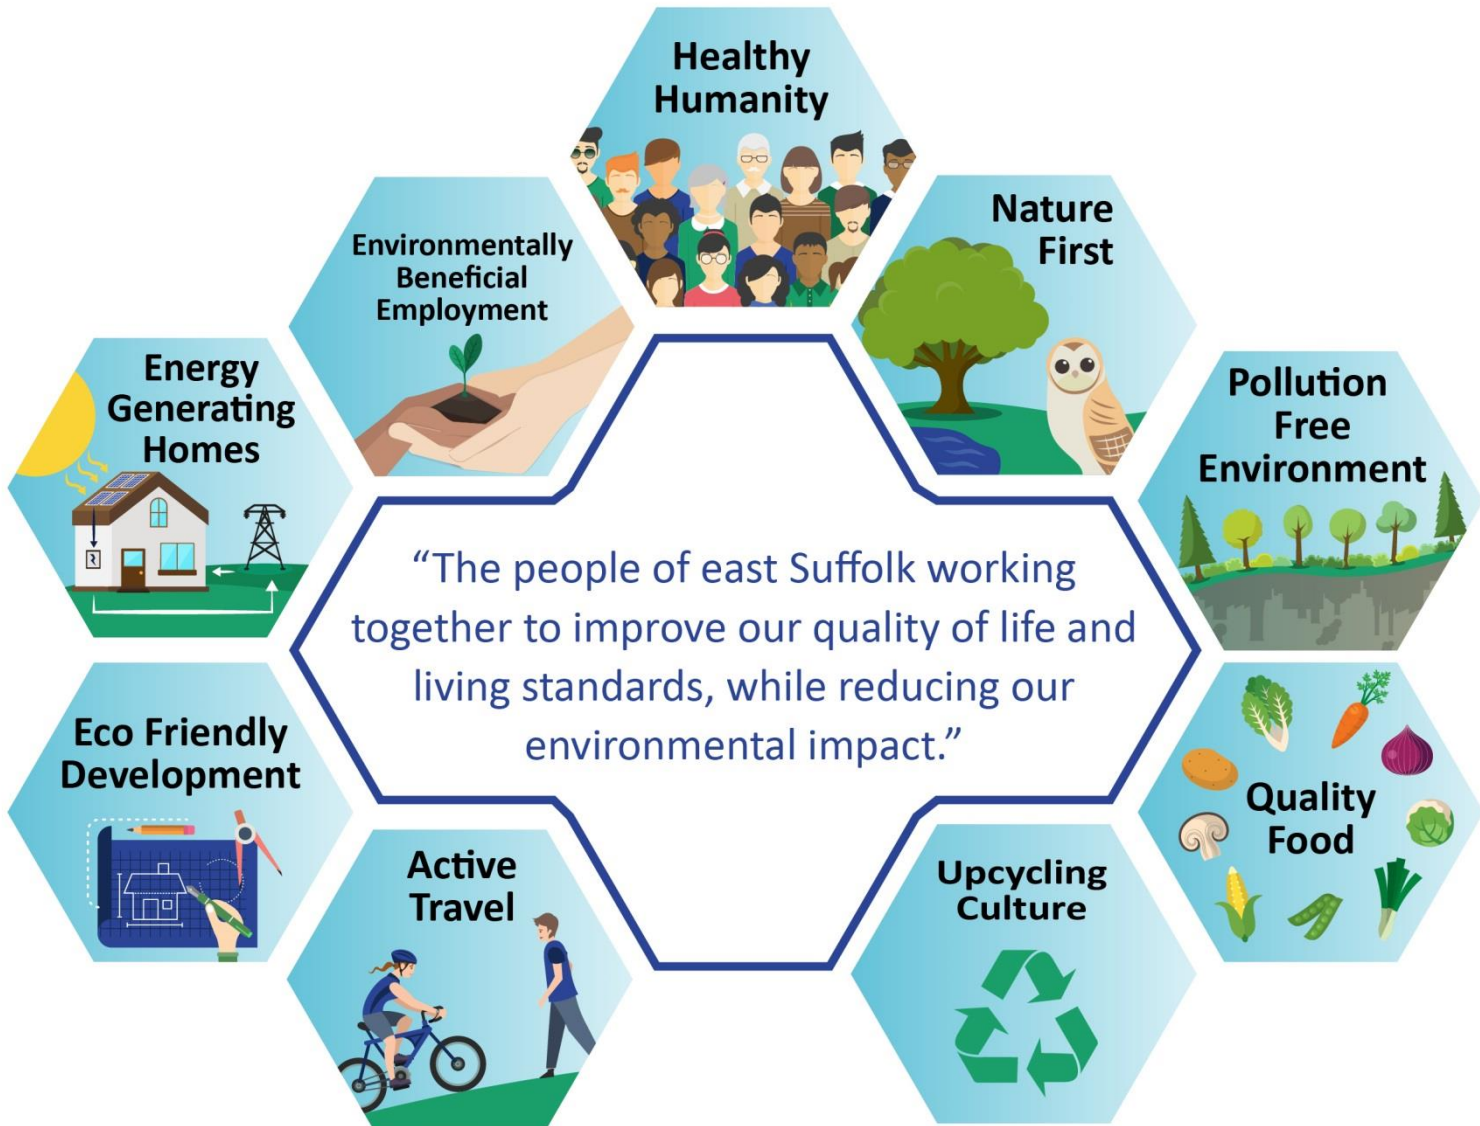 Healthy
Humanity
Nature
First
Environmentally
Beneficial
Employment
Energy
Generating
Homes
Pollution
Free
Environment
“The people of east Suffolk working
together to improve our quality of life and
living standards, while reducing our
environmental impact.”
Eco Friendly
Development
Quality
Food
Active
Travel
Upcycling
Culture